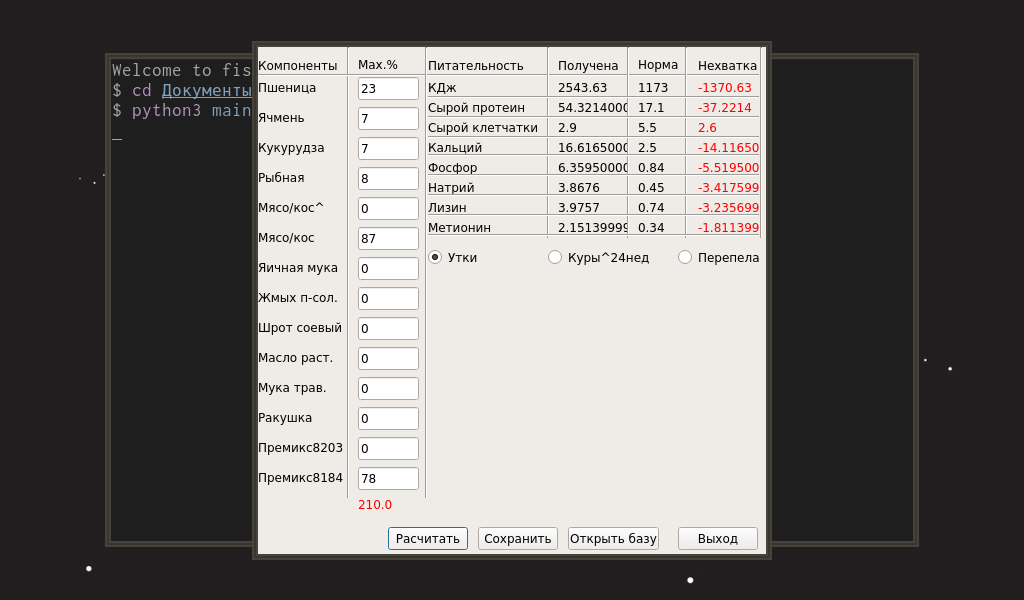 Welcome to fis
$ cd Документы
$ python3 main
_
Компоненты Max.% Питательность Получена Норма Нехватка
Пшеница 23 КДж 2543.63 1173 -1370.63
Сырой протеин 54.3214000 17.1 -37.2214
Ячмень 7 Сырой клетчатки 2.9 5.5 2.6
Кукурудза 7 Кальций 16.6165000 2.5 -14.11650
Фосфор 6.35950000 0.84 -5.519500
Рыбная 8 Натрий 3.8676 0.45 -3.417599
Мясо/кос^ 0 Лизин 3.9757 0.74 -3.235699
Метионин 2.15139999 0.34 -1.811399
Мясо/кос 87
Утки Куры^24нед Перепела
Яичная мука 0
Жмых п-сол. 0
Шрот соевый 0
Масло раст. 0
Мука трав. 0
Ракушка 0
Премикс8203 0
Премикс8184 78
210.0
Расчитать Сохранить Открыть базу Выход